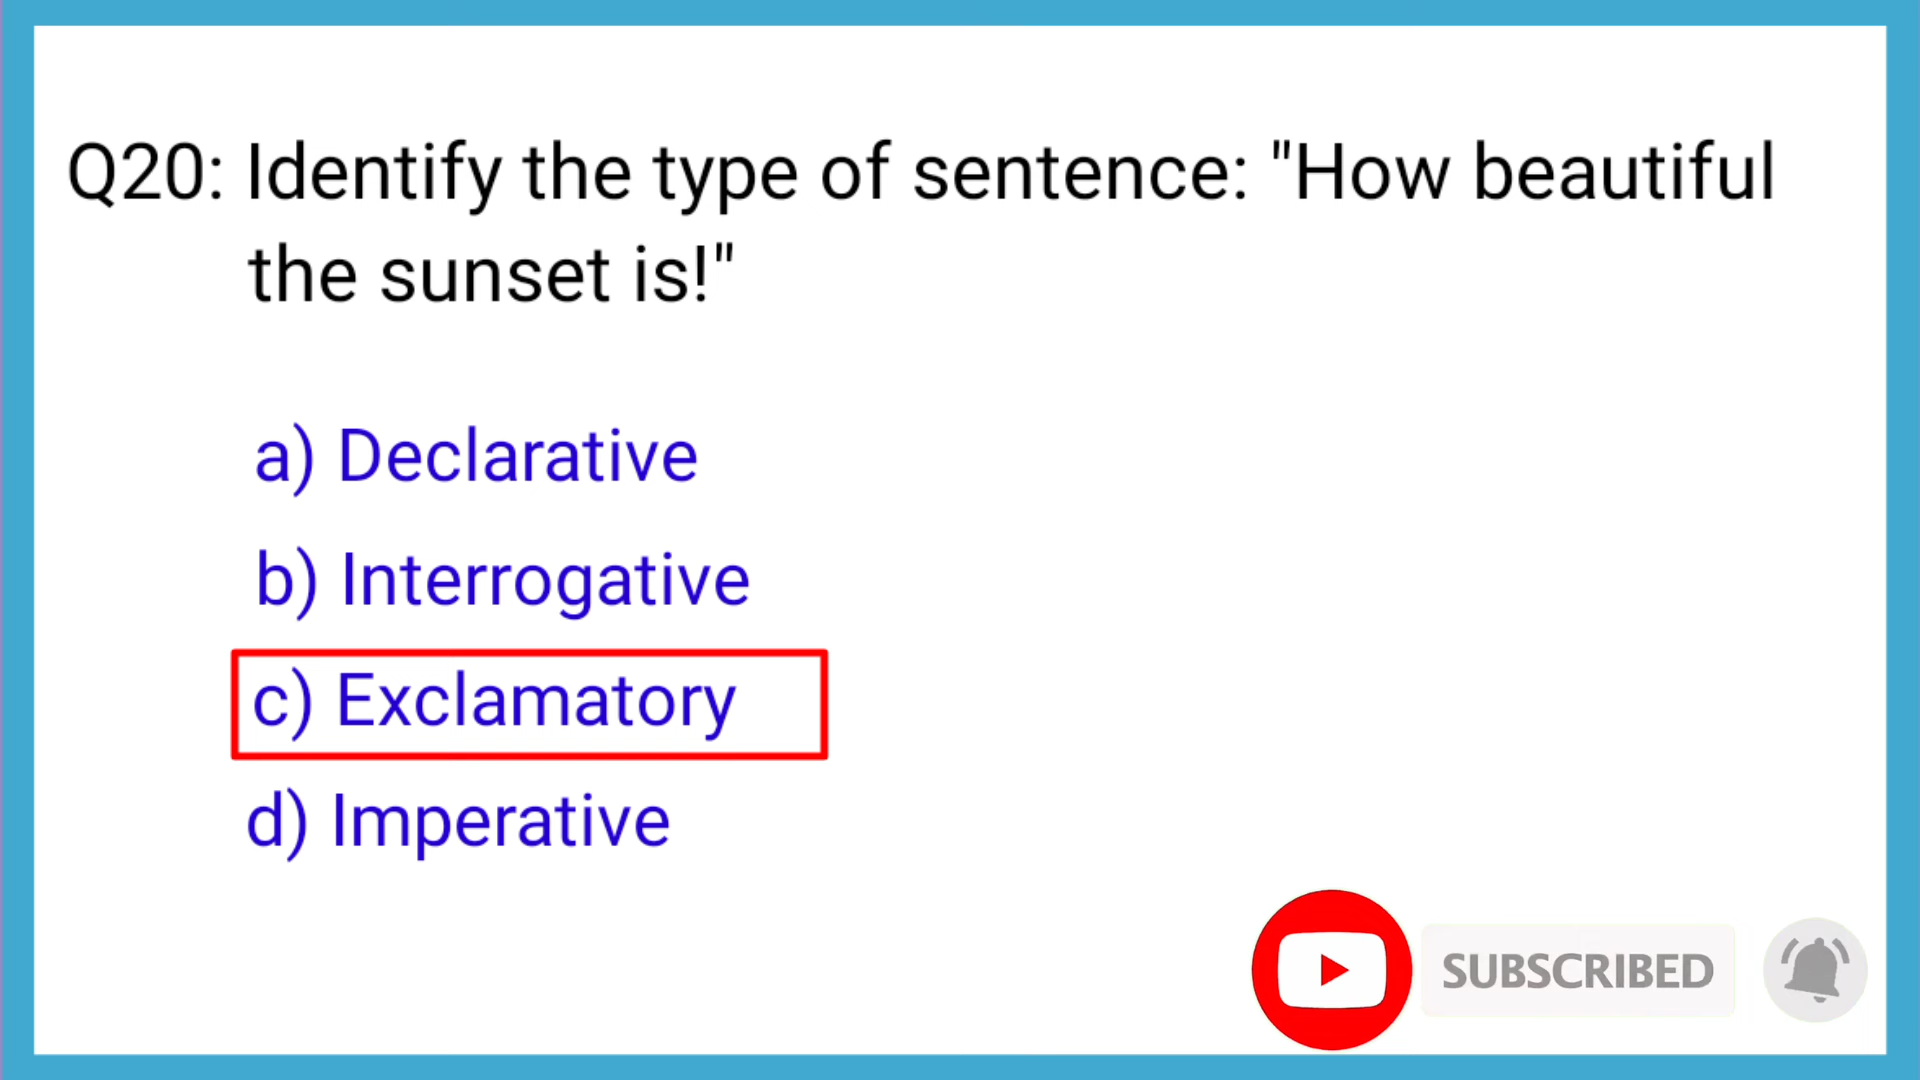 Q20: Identify the type of sentence: "How beautiful
the sunset is!"
a) Declarative
b) Interrogative
c) Exclamatory
d) Imperative
SUBSCRIBED